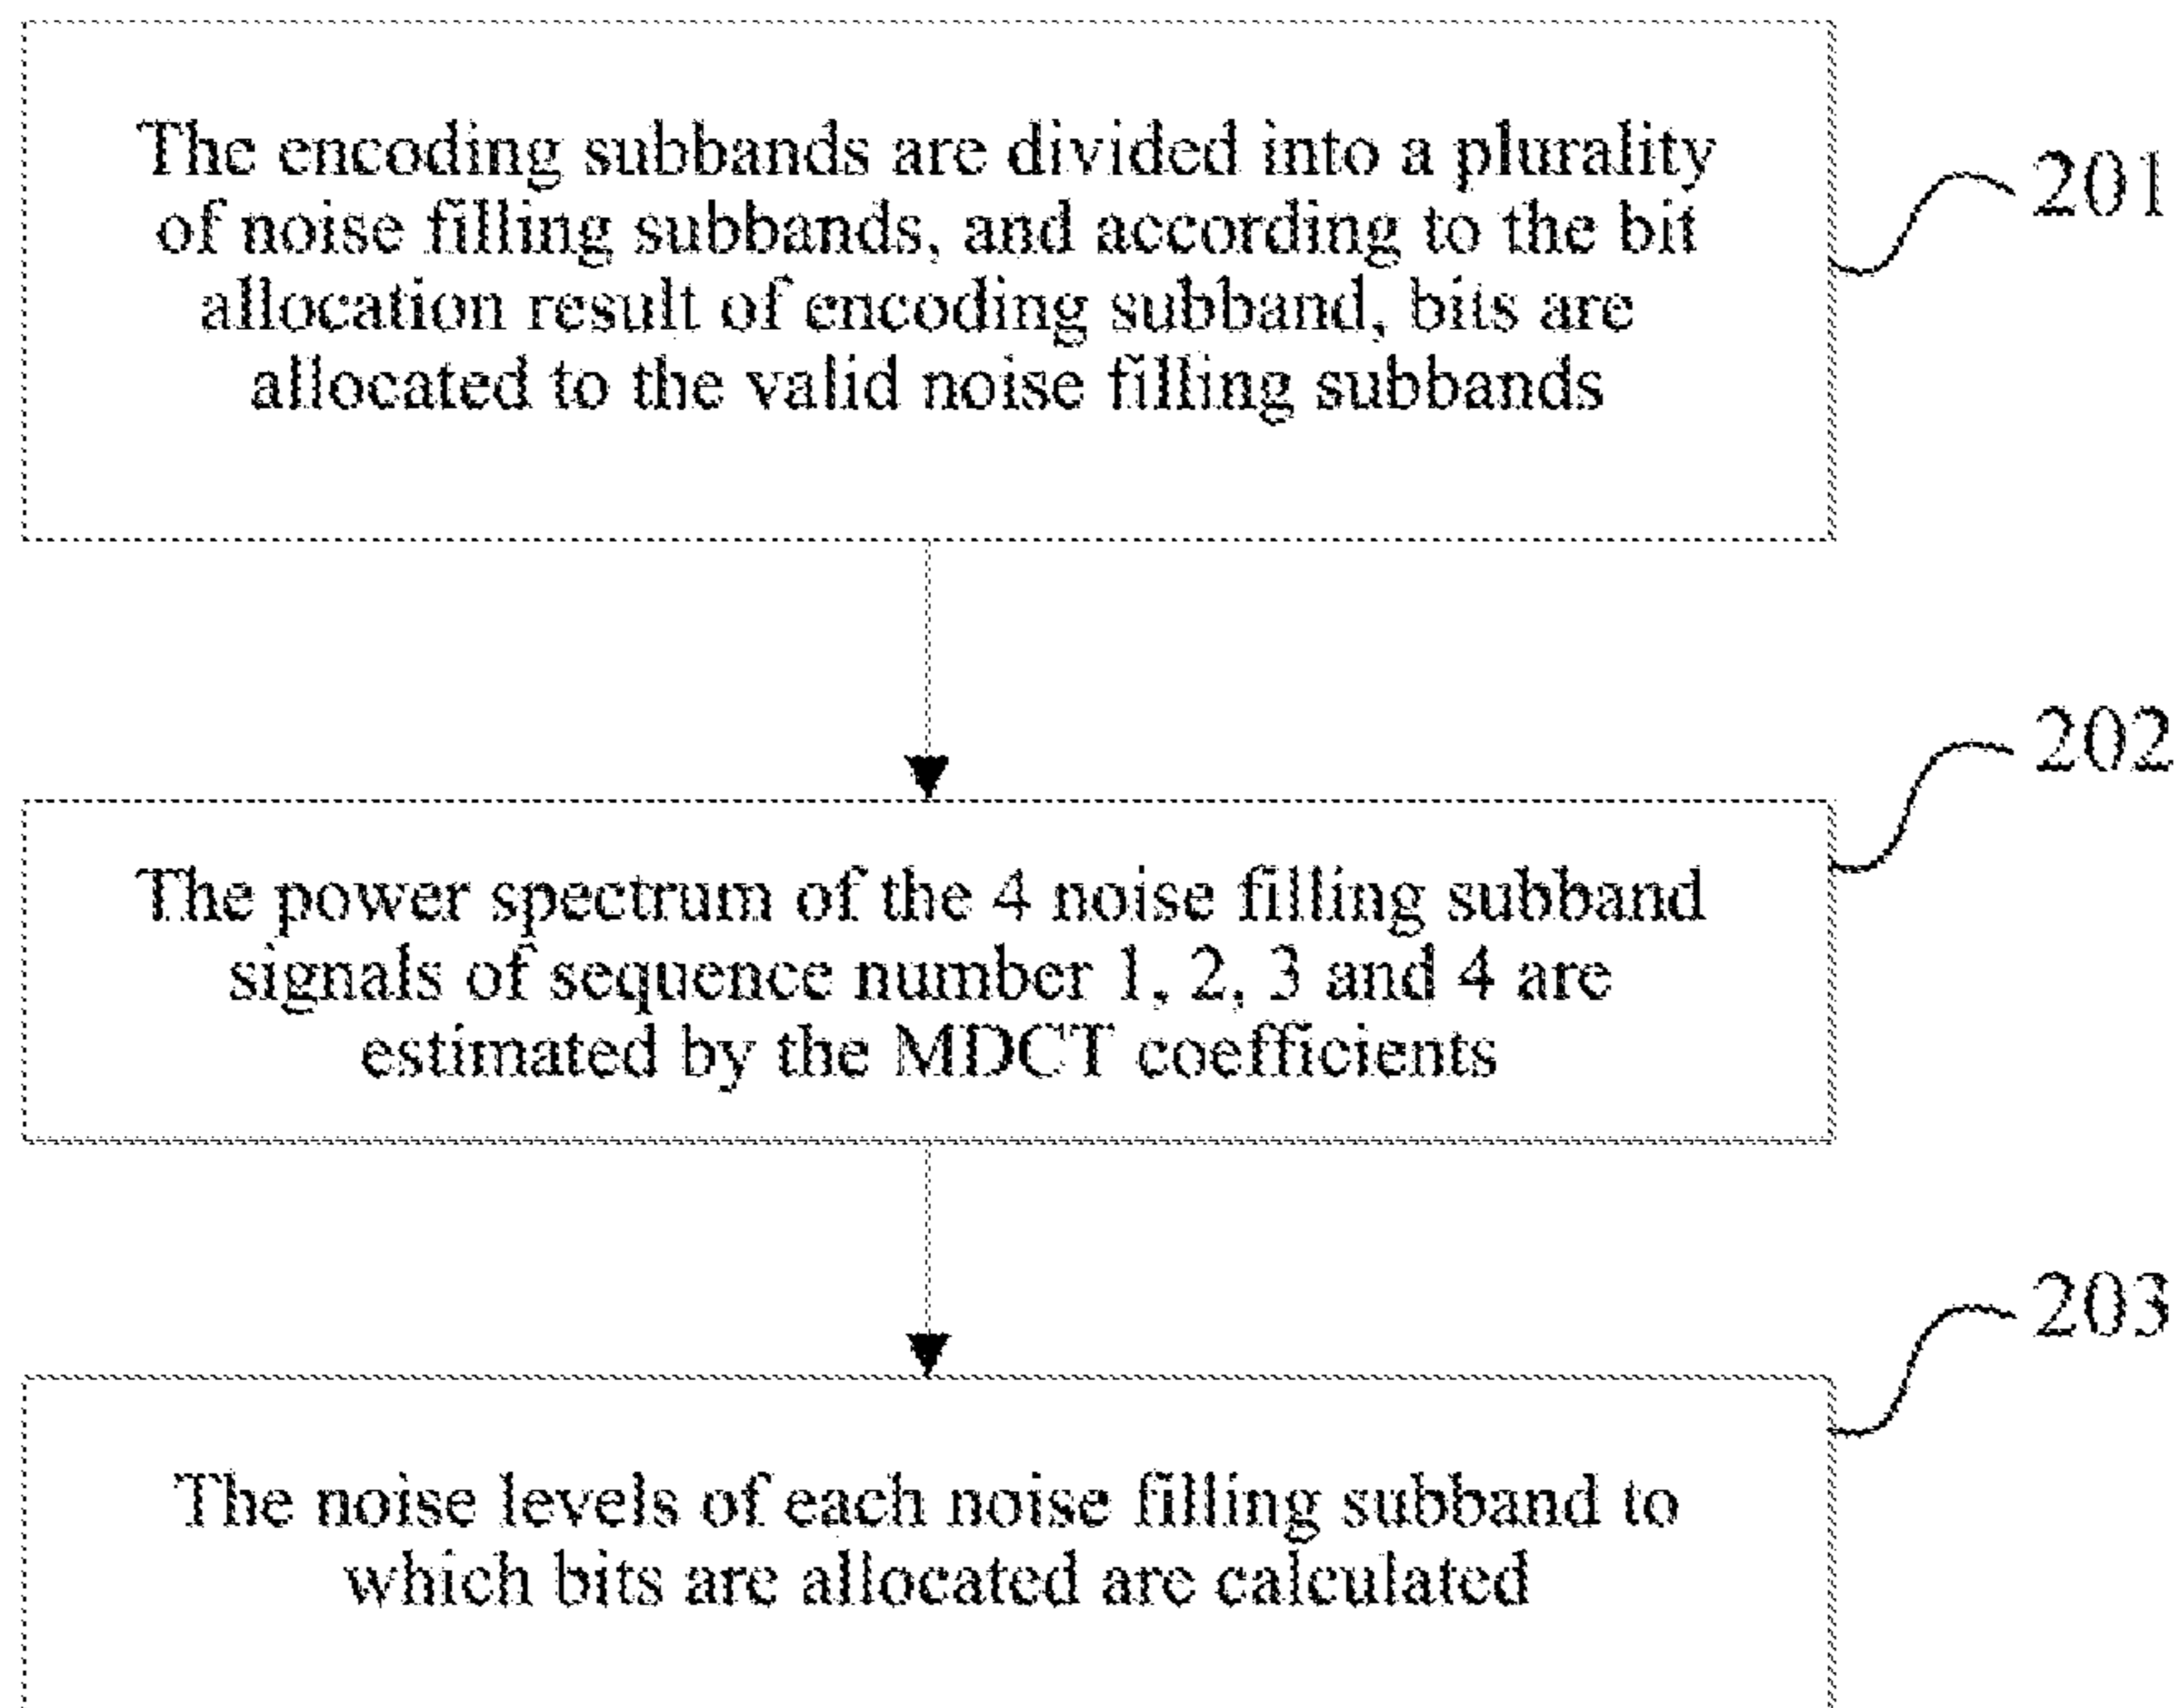 The encoding subbands are divided into a plurality
of noise filling subbands, and according to the bit
allocation result of encoding subband, bits are
allocated to the valid noise filling subbands
201
The power spectrum of the 4 noise filling subband
signals of sequence number 1, 2, 3 and 4 are
estimated by the MDCT coefficients
202
The noise levels of each noise filling subband to
which bits are allocated are calculated
203